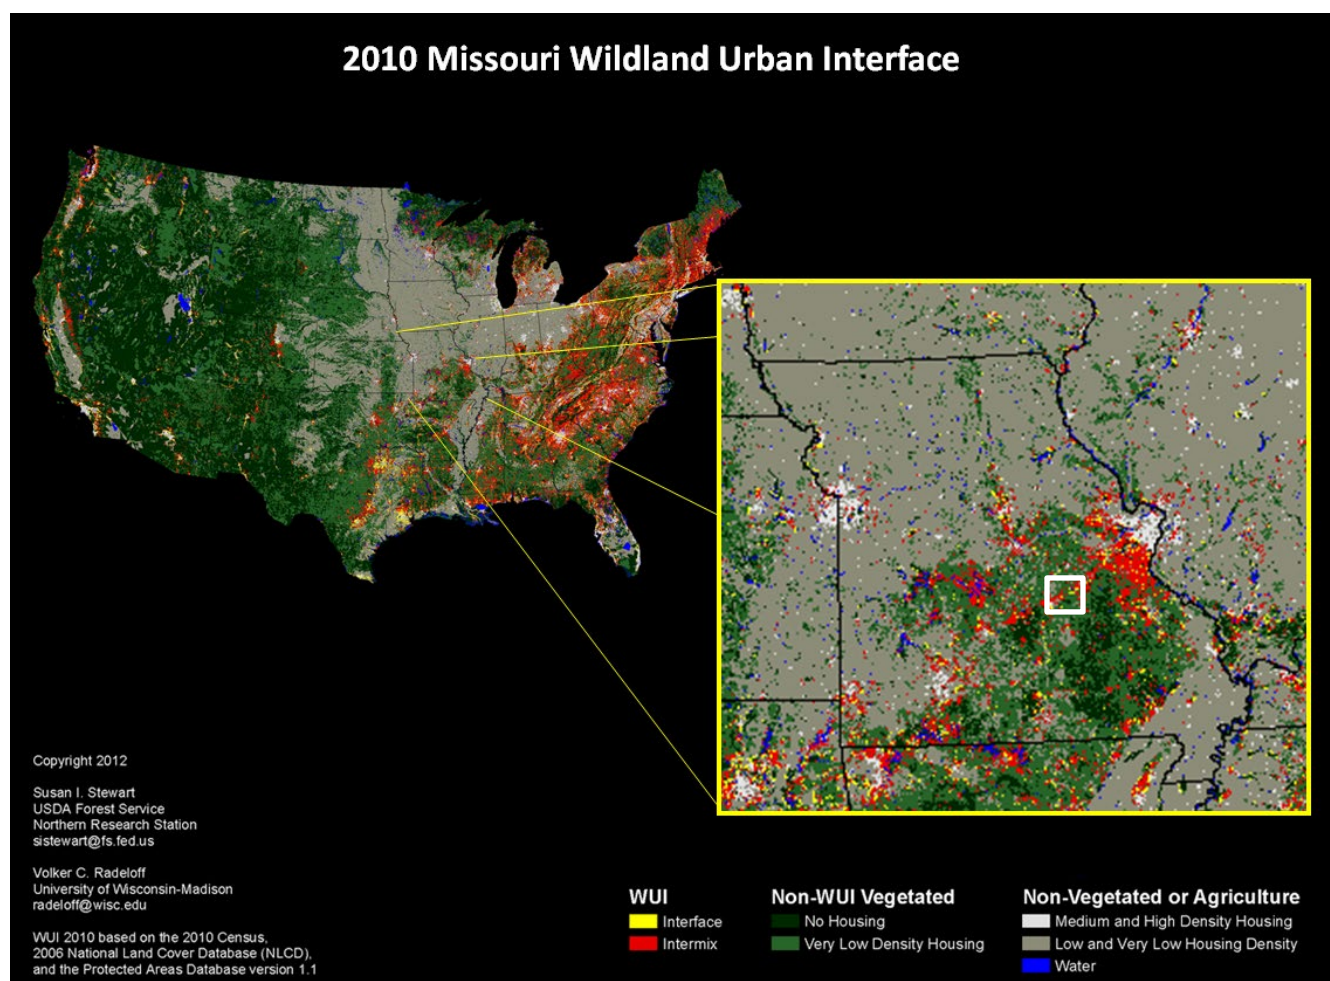 2010 Missouri Wildland Urban Interface
Copyright 2012
Susan I. Stewart
USDA Forest Service
Northern Research Station
sistewart@fs.fed.us
Volker C. Radeloff
University of Wisconsin-Madison
radeloff@wisc.edu
WUI 2010 based on the 2010 Census,
2006 National Land Cover Database (NLCD),
and the Protected Areas Database version 1.1
WUI
Interface
Intermix
Non-WUI Vegetated
No Housing
Very Low Density Housing
Non-Vegetated or Agriculture
Medium and High Density Housing
Low and Very Low Housing Density
Water